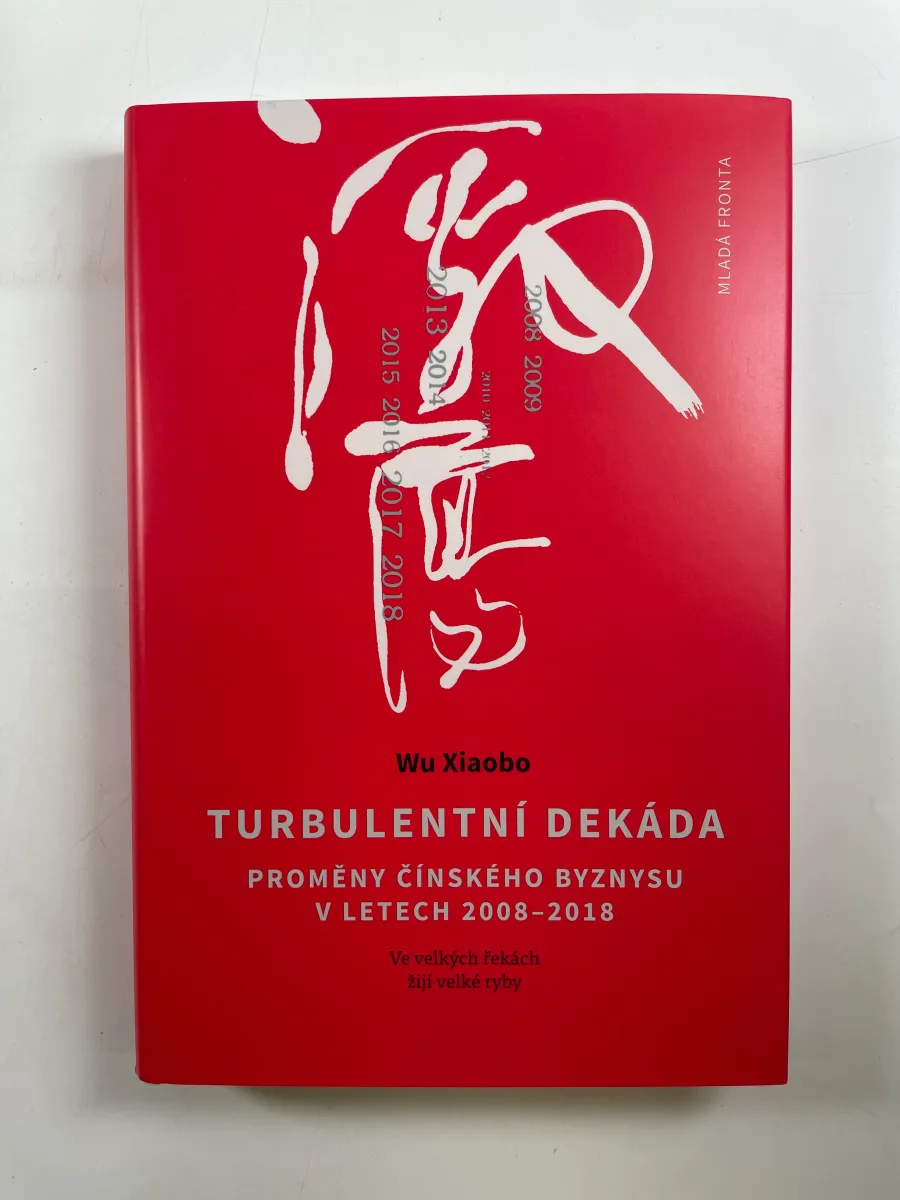 MLADÁ FRONTA
2008 2009
2013 2014
2015 2016 2017 2018
Wu Xiaobo
TURBULENTNÍ DEKÁDA
PROMĚNY ČÍNSKÉHO BYZNYSU
V LETECH 2008–2018
Ve velkých řekách
žijí velké ryby